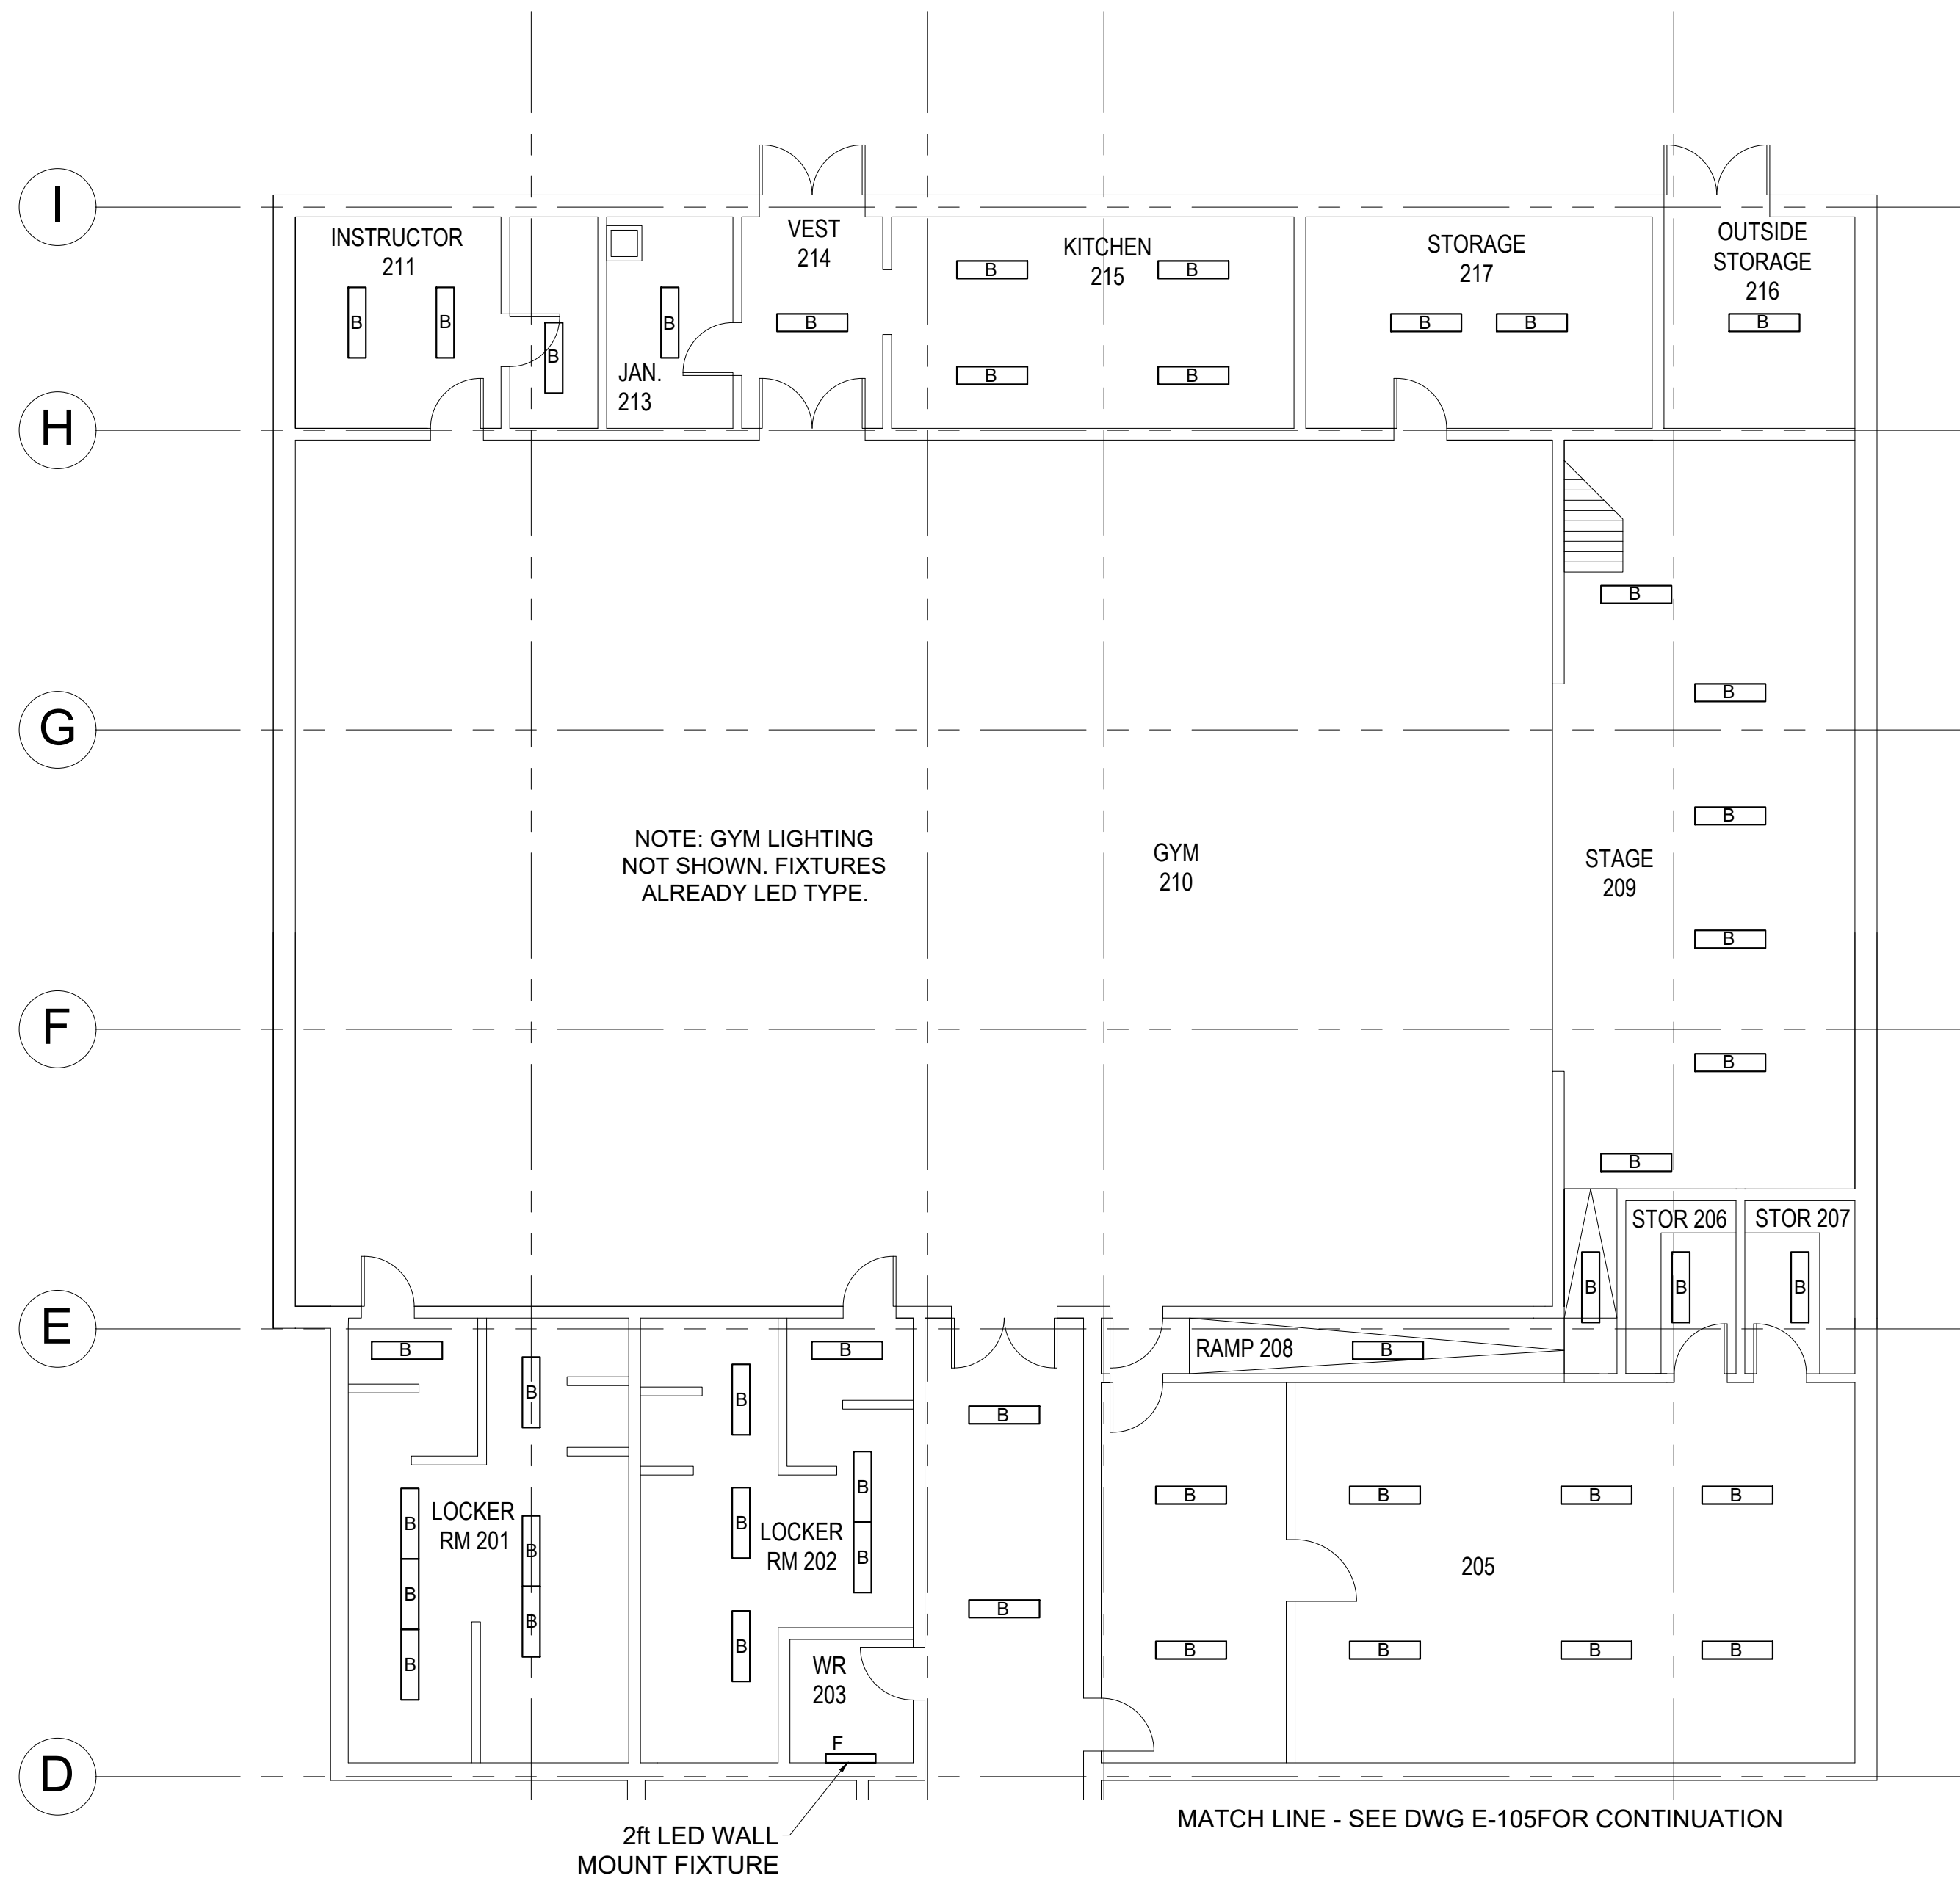 I
INSTRUCTOR
211
VEST
214
KITCHEN
215
STORAGE
217
OUTSIDE
STORAGE
216
B
B
B
B
B
B
B
B
B
B
B
B
JAN.
213
H
B
G
B
NOTE: GYM LIGHTING
NOT SHOWN. FIXTURES
ALREADY LED TYPE.
GYM
210
STAGE
209
B
B
F
B
B
STOR 206
STOR 207
B
B
B
E
RAMP 208
B
B
B
B
B
B
LOCKER
RM 201
B
B
B
B
B
LOCKER
RM 202
B
B
B
B
B
B
B
B
B
B
205
B
B
B
B
B
WR
203
F
D
MATCH LINE - SEE DWG E-105FOR CONTINUATION
2ft LED WALL
MOUNT FIXTURE